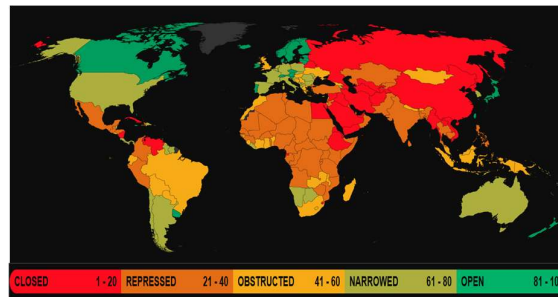 CLOSED 1 - 20 REPRESSED 21 - 40 OBSTRUCTED 41 - 60 NARROWED 61 - 80 OPEN 81 - 10